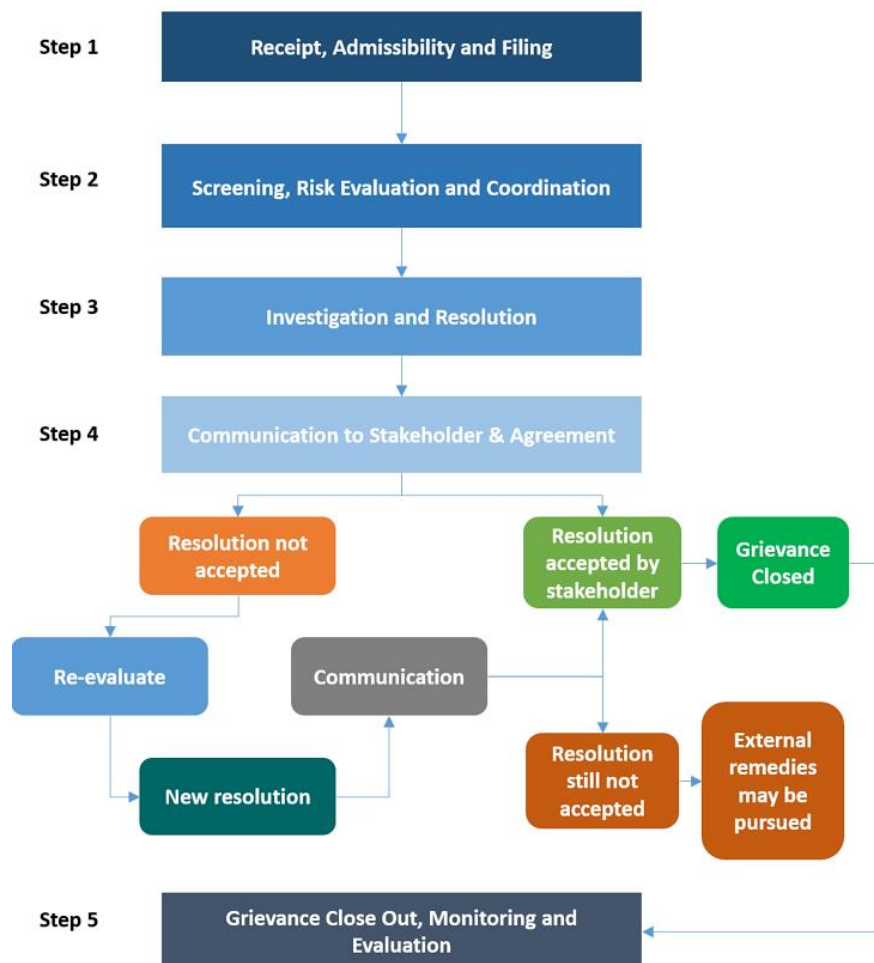 Step 1
Receipt, Admissibility and Filing
Step 2
Screening, Risk Evaluation and Coordination
Step 3
Investigation and Resolution
Step 4
Communication to Stakeholder & Agreement
Resolution not
accepted
Resolution
accepted by
stakeholder
Grievance
Closed
Re-evaluate
Communication
New resolution
Resolution
still not
accepted
External
remedies
may be
pursued
Step 5
Grievance Close Out, Monitoring and
Evaluation